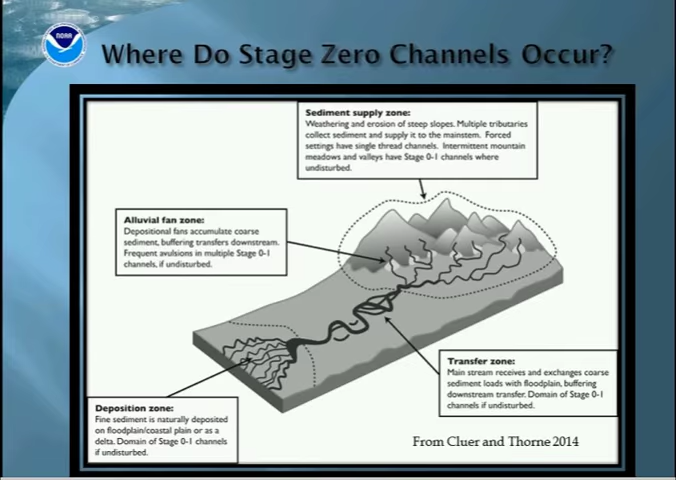 NOAA
Where Do Stage Zero Channels Occur?
Sediment supply zone:
Weathering and erosion of steep slopes. Multiple tributaries
collect sediment and supply it to the mainstem. Forced
settings have single thread channels. Intermittent mountain
meadows and valleys have Stage 0-1 channels where
undisturbed.
Alluvial fan zone:
Depositional fans accumulate coarse
sediment, buffering transfers downstream.
Frequent avulsions in multiple Stage 0-1
channels, if undisturbed.
Transfer zone:
Main stream receives and exchanges coarse
sediment loads with floodplain, buffering
downstream transfer. Domain of Stage 0-1
channels if undisturbed.
Deposition zone:
Fine sediment is naturally deposited
on floodplain/coastal plain or as a
delta. Domain of Stage 0-1 channels
if undisturbed.
From Cluer and Thorne 2014